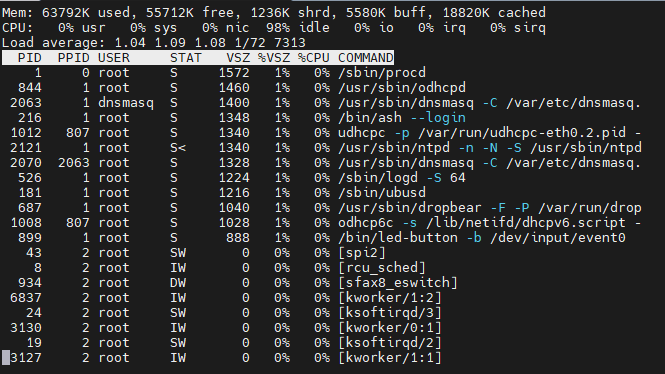 Mem: 63792K used, 55712K free, 1236K shrd, 5580K buff, 18820K cached
CPU:   0% usr   0% sys   0% nic  98% idle   0% io   0% irq   0% sirq
Load average: 1.04 1.09 1.08 1/72 7313
  PID  PPID USER     STAT   VSZ %VSZ %CPU COMMAND
    1     0 root     S     1572   1%   0% /sbin/procd
  844     1 root     S     1460   1%   0% /usr/sbin/odhcpd
 2063     1 dnsmasq  S     1400   1%   0% /usr/sbin/dnsmasq -C /var/etc/dnsmasq.
  216     1 root     S     1348   1%   0% /bin/ash --login
 1012   807 root     S     1340   1%   0% udhcpc -p /var/run/udhcpc-eth0.2.pid -
 2121     1 root     S<    1340   1%   0% /usr/sbin/ntpd -n -N -S /usr/sbin/ntpd
 2070  2063 root     S     1328   1%   0% /usr/sbin/dnsmasq -C /var/etc/dnsmasq.
  526     1 root     S     1224   1%   0% /sbin/logd -S 64
  181     1 root     S     1216   1%   0% /sbin/ubusd
  687     1 root     S     1040   1%   0% /usr/sbin/dropbear -F -P /var/run/drop
 1008   807 root     S     1028   1%   0% odhcp6c -s /lib/netifd/dhcpv6.script -
  899     1 root     S      888   1%   0% /bin/led-button -b /dev/input/event0
   43     2 root     SW       0   0%   0% [spi2]
    8     2 root     IW       0   0%   0% [rcu_sched]
  934     2 root     DW       0   0%   0% [sfax8_eswitch]
 6837     2 root     IW       0   0%   0% [kworker/1:2]
   24     2 root     SW       0   0%   0% [ksoftirqd/3]
 3130     2 root     IW       0   0%   0% [kworker/0:1]
   19     2 root     SW       0   0%   0% [ksoftirqd/2]
 3127     2 root     IW       0   0%   0% [kworker/1:1]